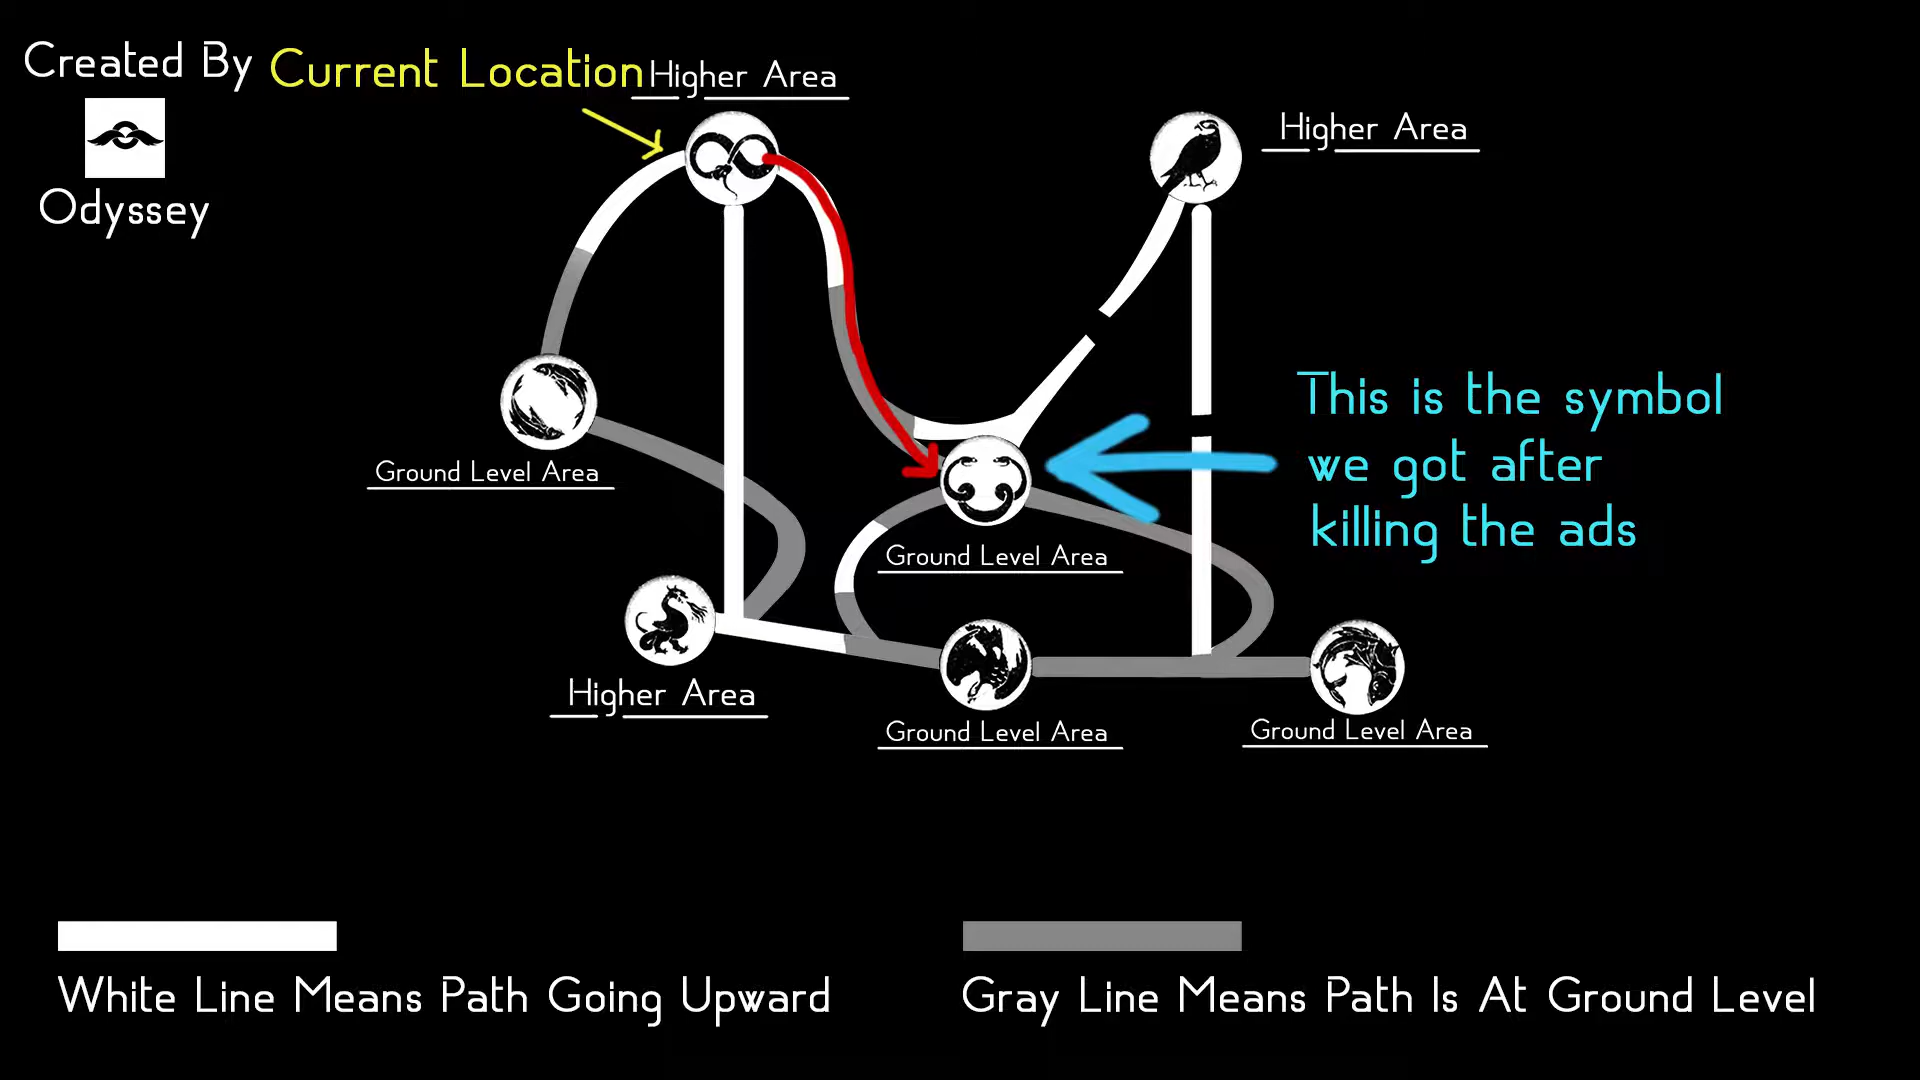 Created By
Odyssey
Current Location
Higher Area
Higher Area
This is the symbol
we got after
killing the ads
Ground Level Area
Ground Level Area
Higher Area
Ground Level Area
Ground Level Area
White Line Means Path Going Upward
Gray Line Means Path Is At Ground Level